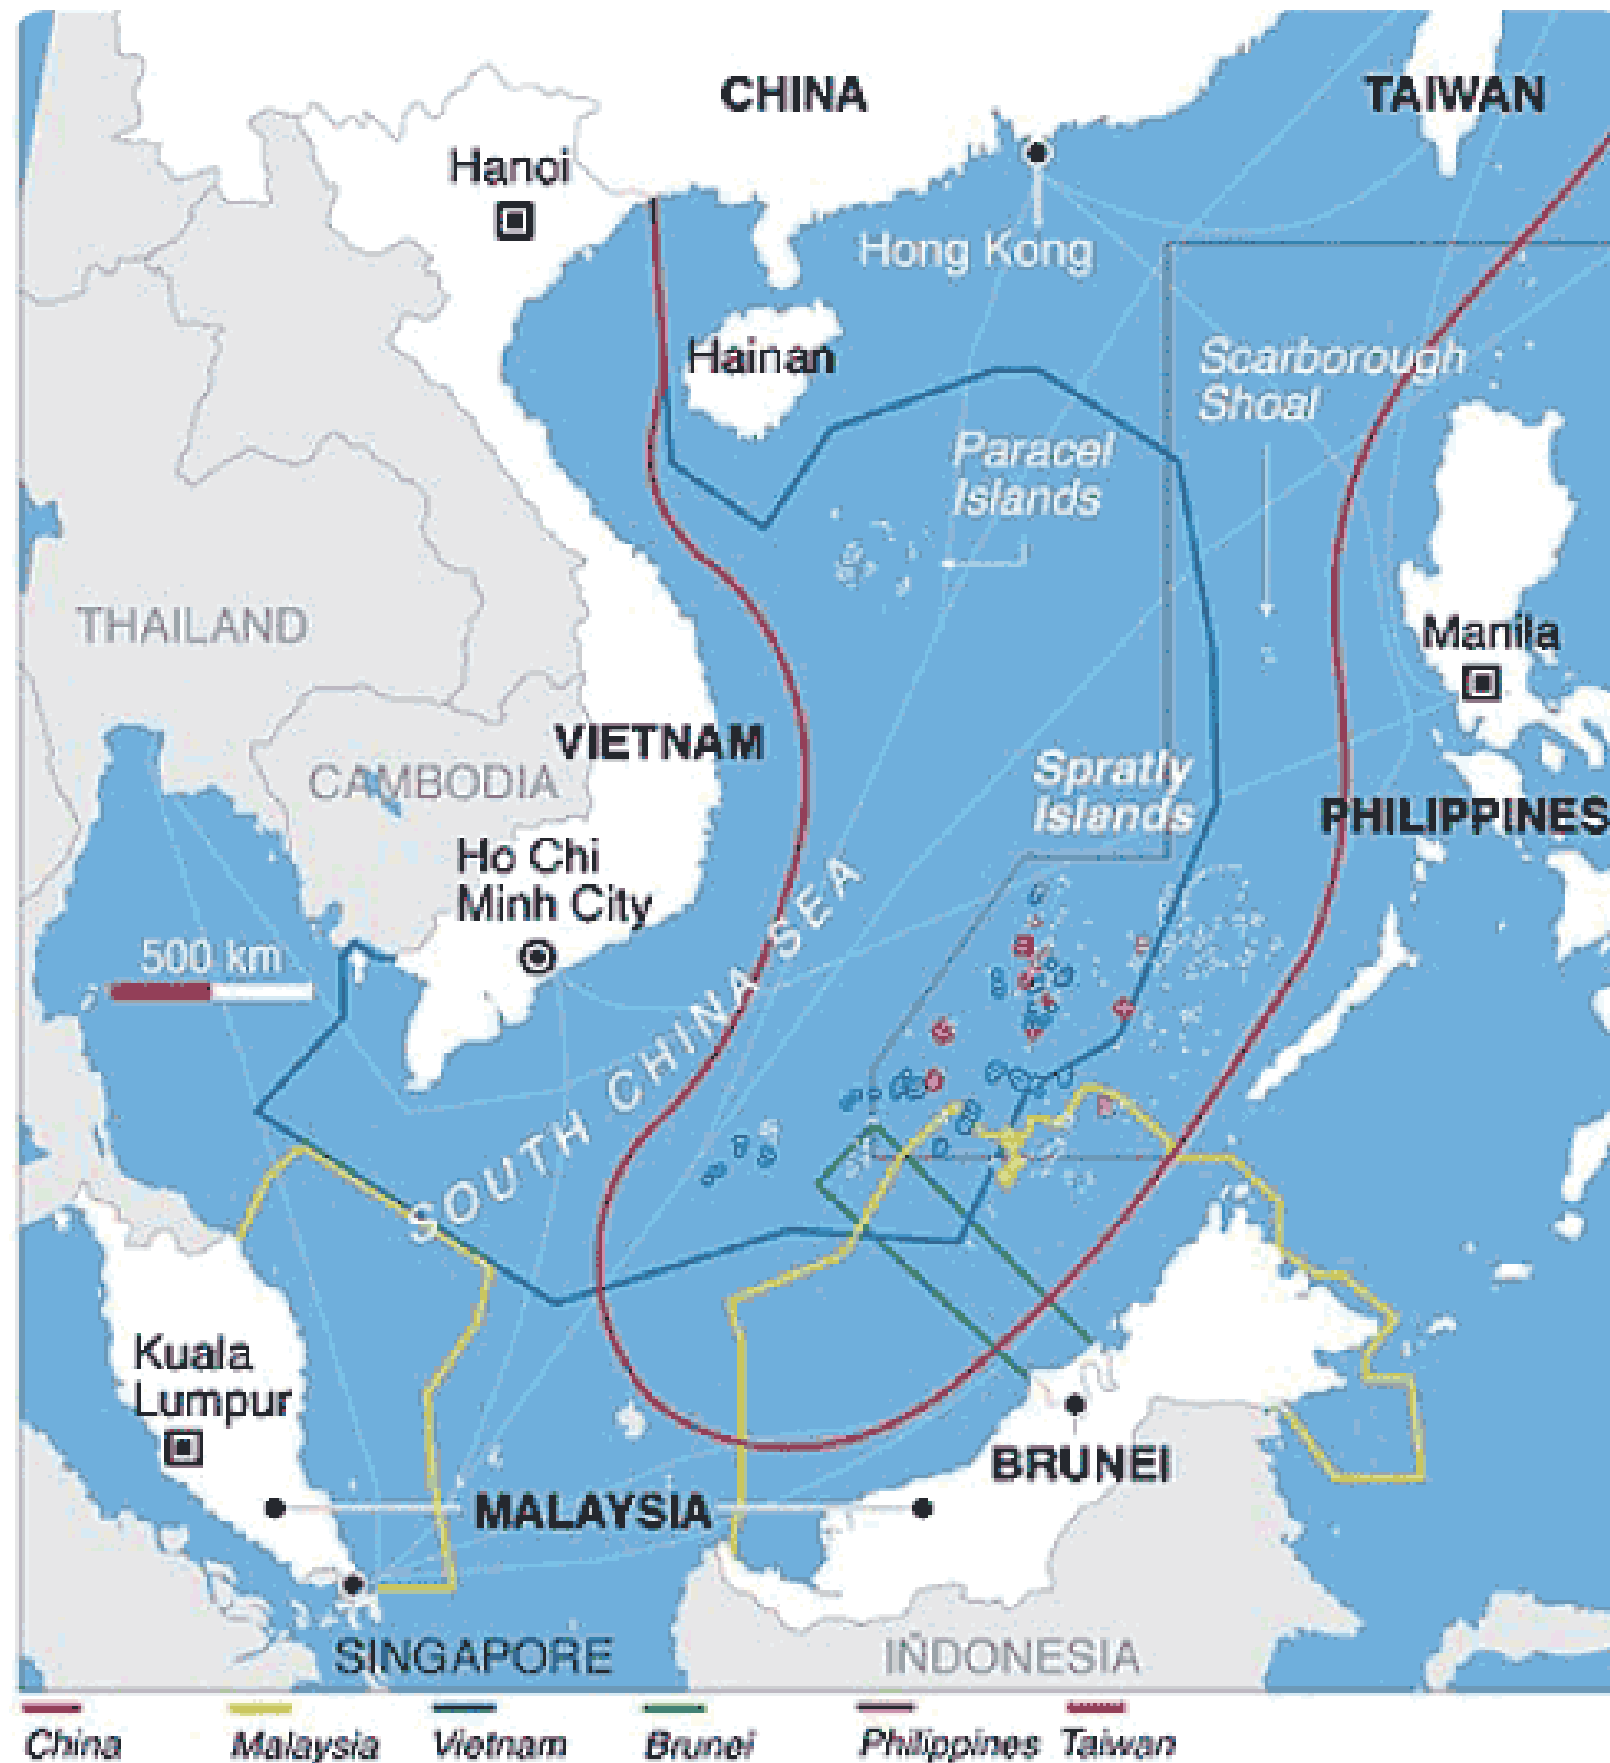 CHINA
TAIWAN
Hanoi
Hong Kong
Hainan
Scarborough
Shoal
Paracel
Islands
THAILAND
Manila
VIETNAM
CAMBODIA
Spratly
Islands
PHILIPPINES
Ho Chi
Minh City
500 km
SOUTH CHINA SEA
Kuala
Lumpur
BRUNEI
MALAYSIA
SINGAPORE
INDONESIA
China
Malaysia
Vietnam
Brunei
Philippines
Taiwan